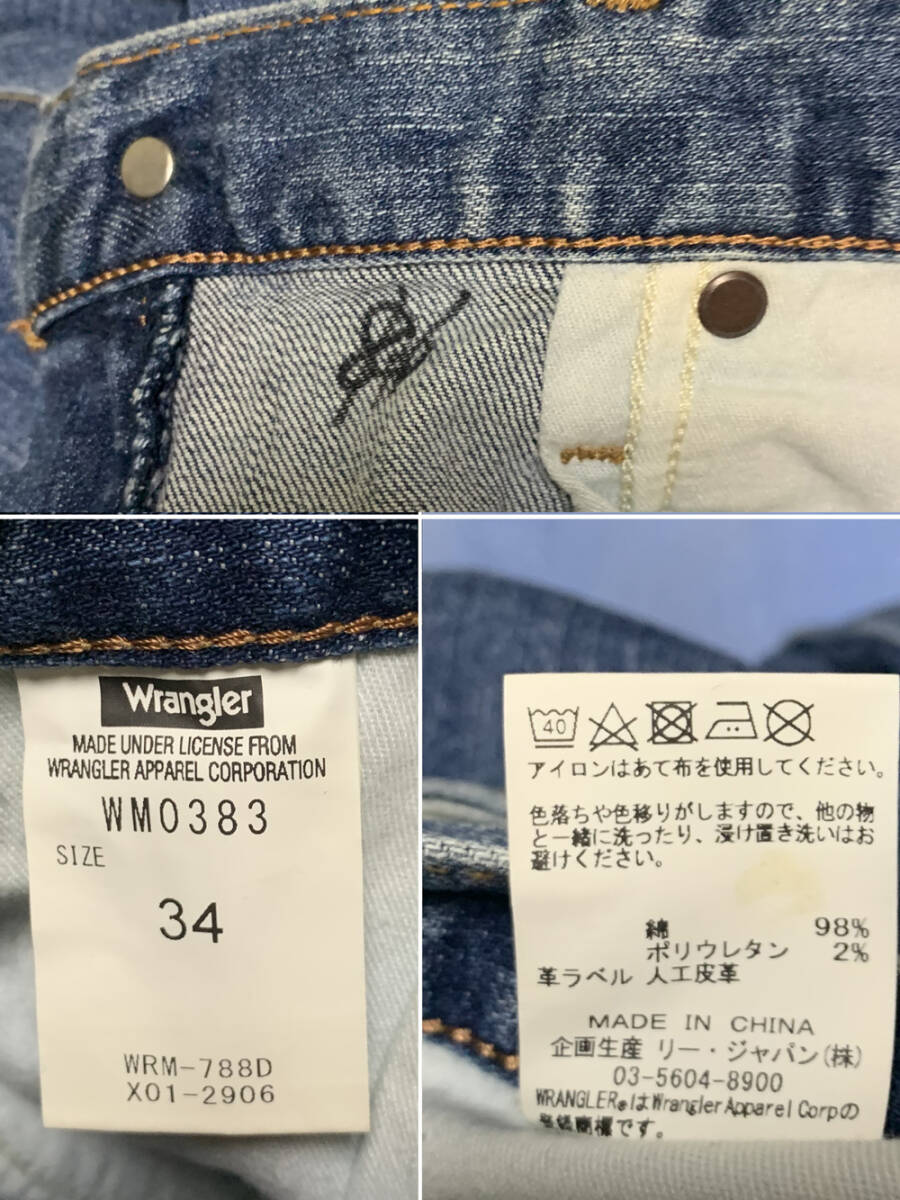 Wrangler
MADE UNDER LICENSE FROM
WRANGLER APPAREL CORPORATION
WM0383
SIZE
34
WRM-788D
X01-2906
40
アイロンはあて布を使用してください。
色落ちや色移りがしますので、他の物
と一緒に洗ったり、浸け置き洗いはお
避けください。
綿 98%
ポリウレタン 2%
革ラベル 人工皮革
MADE IN CHINA
企画生産 リー・ジャパン(株)
03-5604-8900
WRANGLER®はWrangler Apparel Corpの
登録商標です。